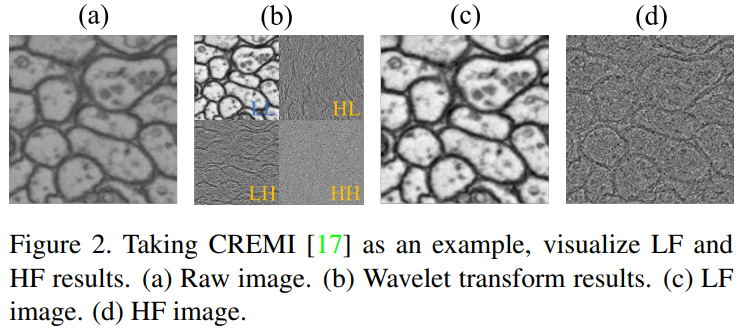 (a) (b) (c) (d)
LL HL
LH HH
Figure 2. Taking CREMI [17] as an example, visualize LF and
HF results. (a) Raw image. (b) Wavelet transform results. (c) LF
image. (d) HF image.